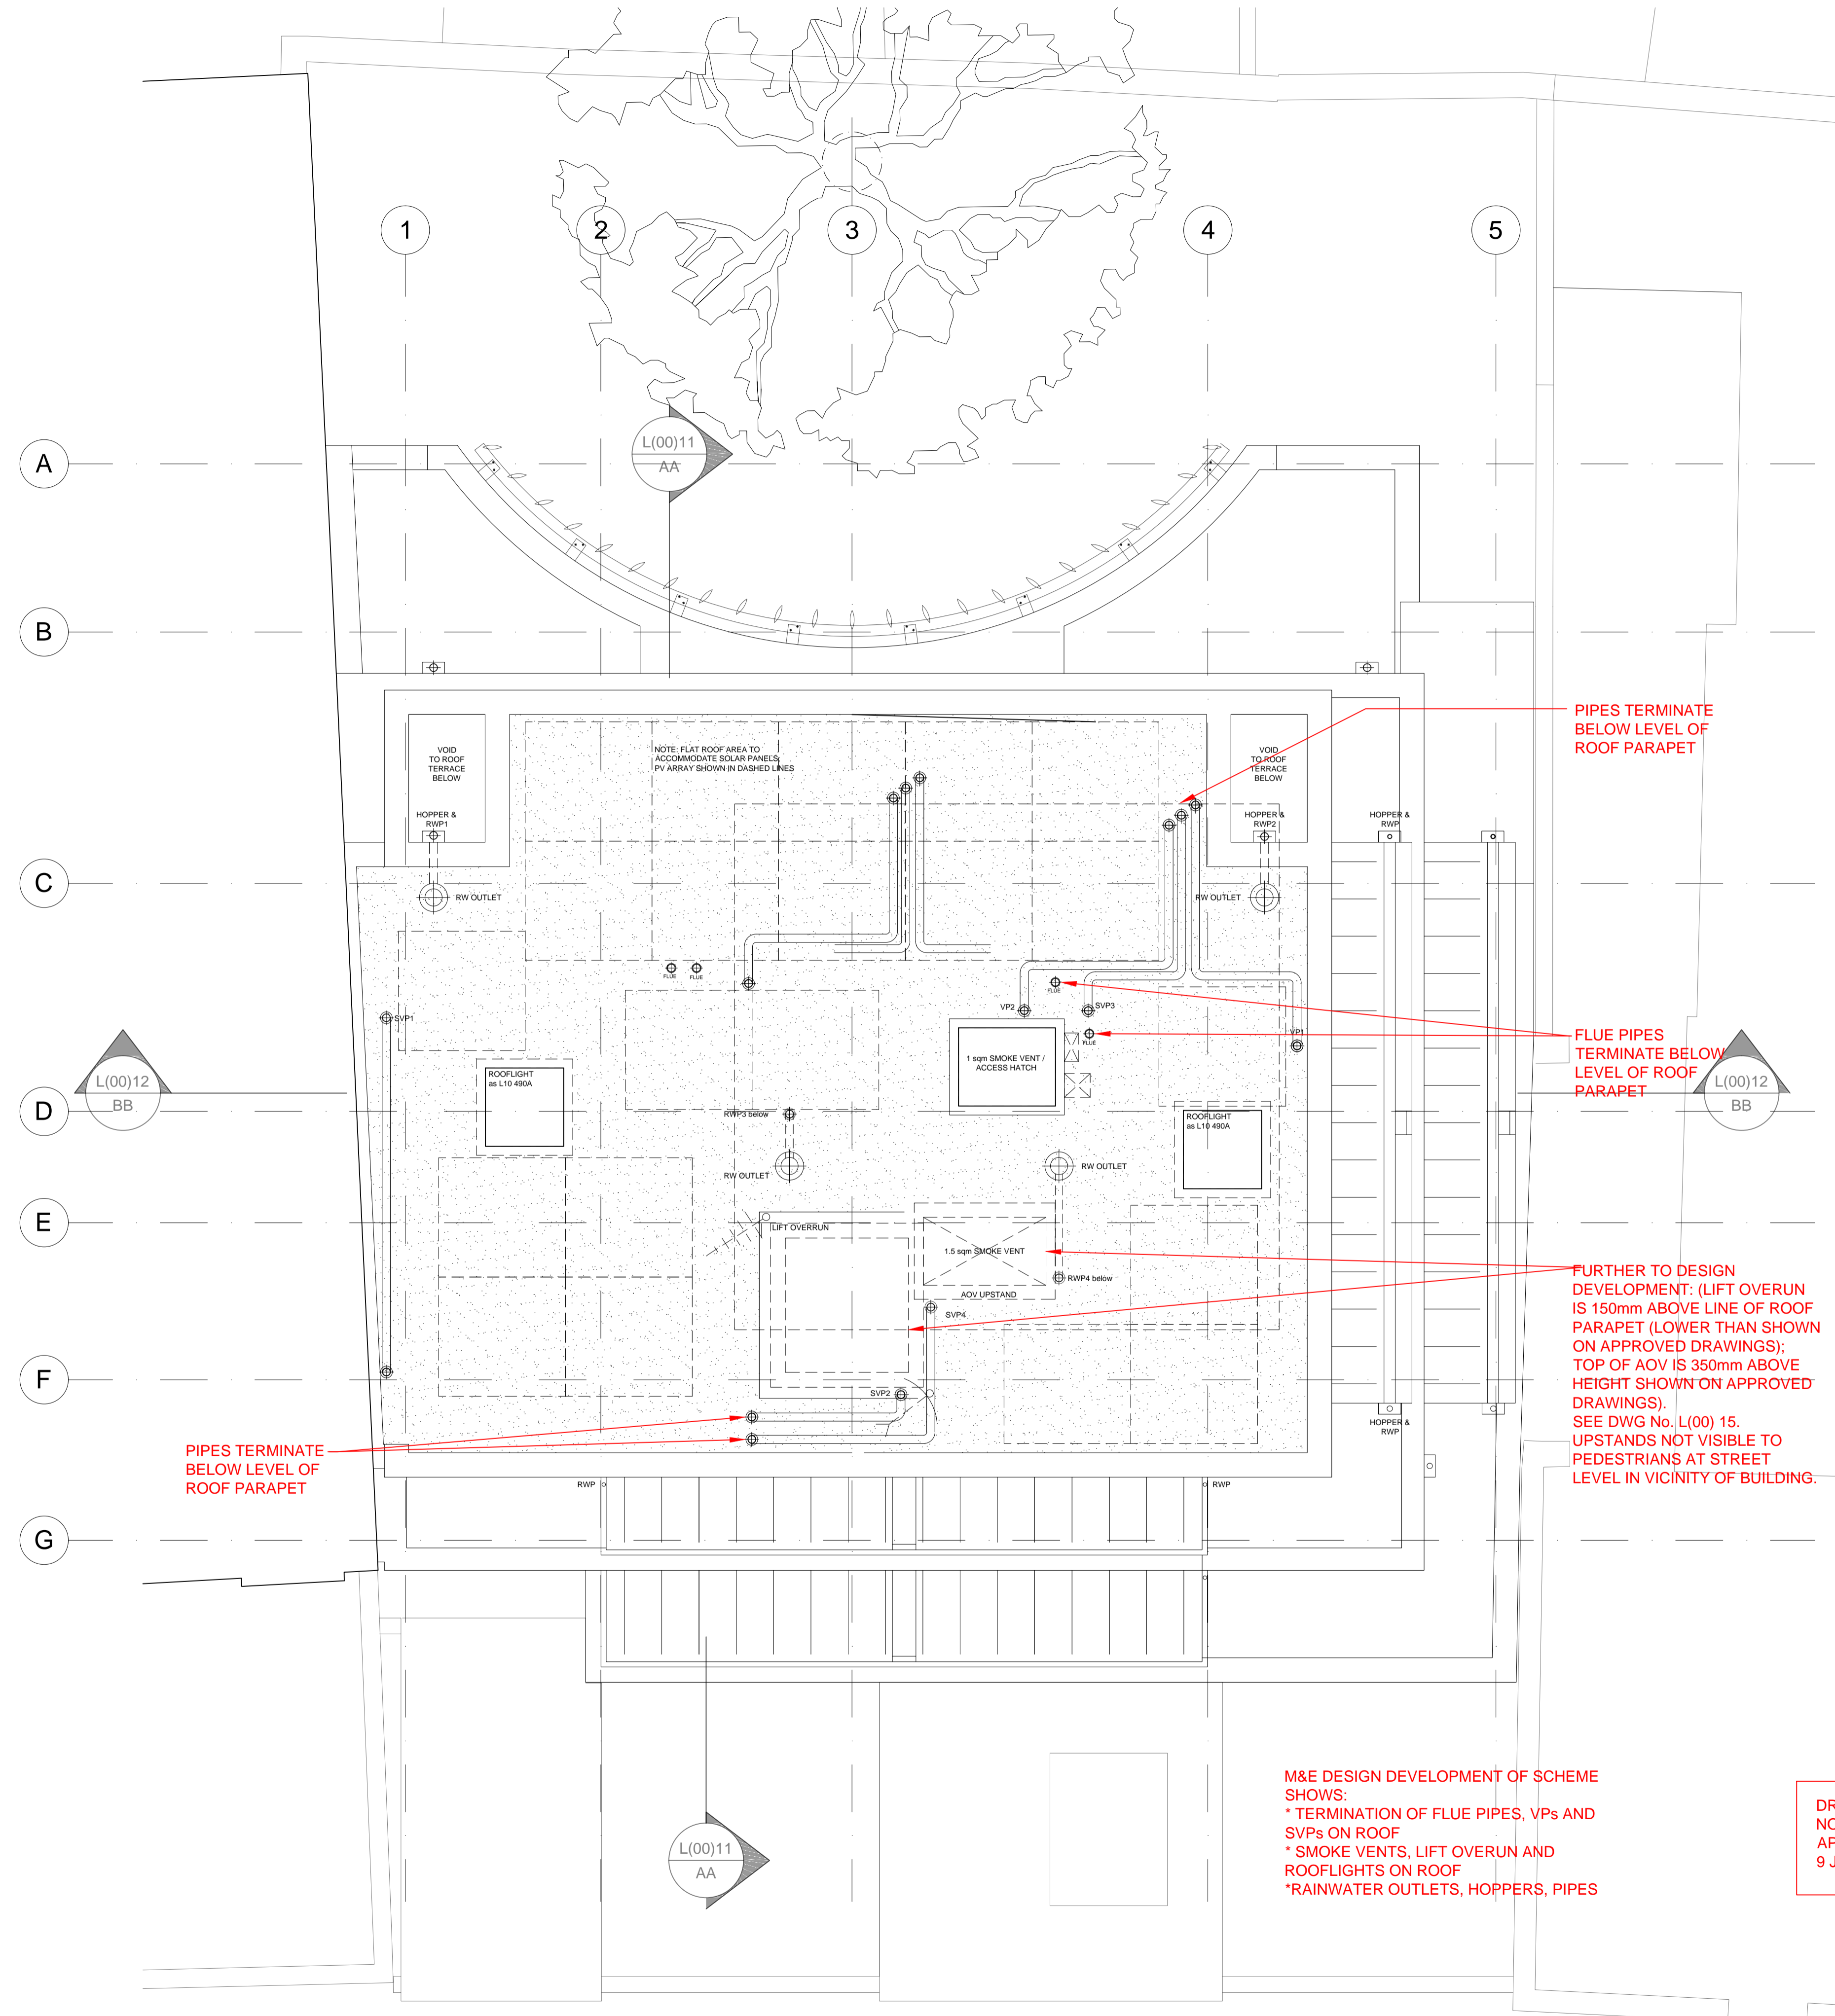 1
2
3
4
5
L(00)11
AA
A
B
PIPES TERMINATE
BELOW LEVEL OF
ROOF PARAPET
VOID
TO ROOF
TERRACE
BELOW
NOTE: FLAT ROOF AREA TO
ACCOMMODATE SOLAR PANELS;
PV ARRAY SHOWN IN DASHED LINES
VOID
TO ROOF
TERRACE
BELOW
HOPPER &
RWP1
HOPPER &
RWP2
HOPPER &
RWP
C
RW OUTLET
RW OUTLET
FLUE
FLUE
FLUE
VP2
SVP3
SVP1
FLUE
VP1
FLUE PIPES
TERMINATE BELOW
LEVEL OF ROOF
PARAPET
1 sqm SMOKE VENT /
ACCESS HATCH
L(00)12
BB
ROOFLIGHT
as L10 490A
L(00)12
BB
D
RWP3 below
ROOFLIGHT
as L10 490A
RW OUTLET
RW OUTLET
E
LIFT OVERRUN
1.5 sqm SMOKE VENT
RWP4 below
AOV UPSTAND
SVP4
FURTHER TO DESIGN
DEVELOPMENT: (LIFT OVERUN
IS 150mm ABOVE LINE OF ROOF
PARAPET (LOWER THAN SHOWN
ON APPROVED DRAWINGS);
TOP OF AOV IS 350mm ABOVE
HEIGHT SHOWN ON APPROVED
DRAWINGS).
SEE DWG No. L(00) 15.
UPSTANDS NOT VISIBLE TO
PEDESTRIANS AT STREET
LEVEL IN VICINITY OF BUILDING.
F
SVP2
HOPPER &
RWP
PIPES TERMINATE
BELOW LEVEL OF
ROOF PARAPET
RWP
RWP
G
M&E DESIGN DEVELOPMENT OF SCHEME
SHOWS:
* TERMINATION OF FLUE PIPES, VPs AND
SVPs ON ROOF
* SMOKE VENTS, LIFT OVERUN AND
ROOFLIGHTS ON ROOF
*RAINWATER OUTLETS, HOPPERS, PIPES
L(00)11
AA
9